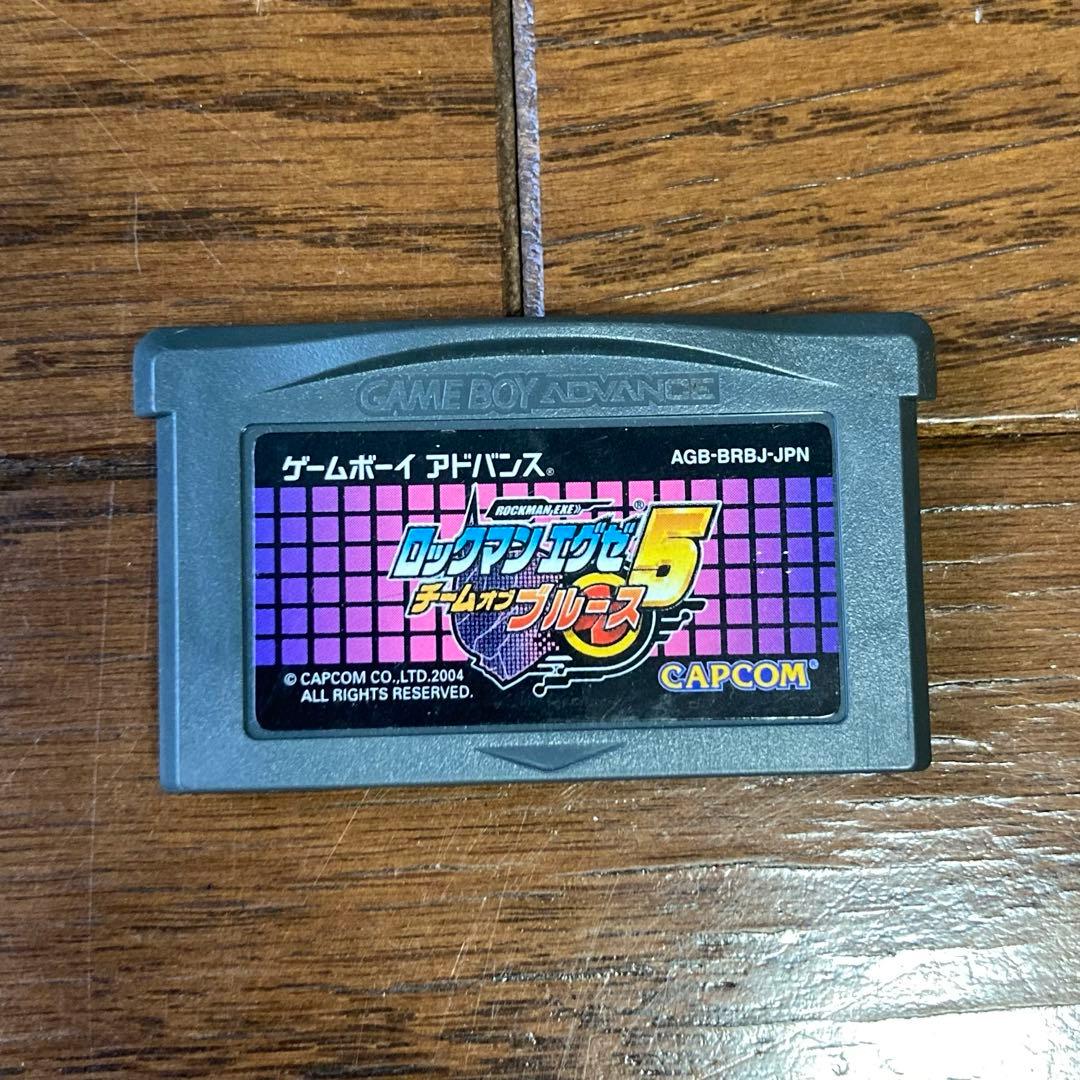 GAME BOY ADVANCE
ゲームボーイ アドバンス®
AGB-BRBJ-JPN
ROCKMAN.EXE
ロックマン エグゼ® 5
チーム オブ ブルース
© CAPCOM CO.,LTD.2004
ALL RIGHTS RESERVED.
CAPCOM®